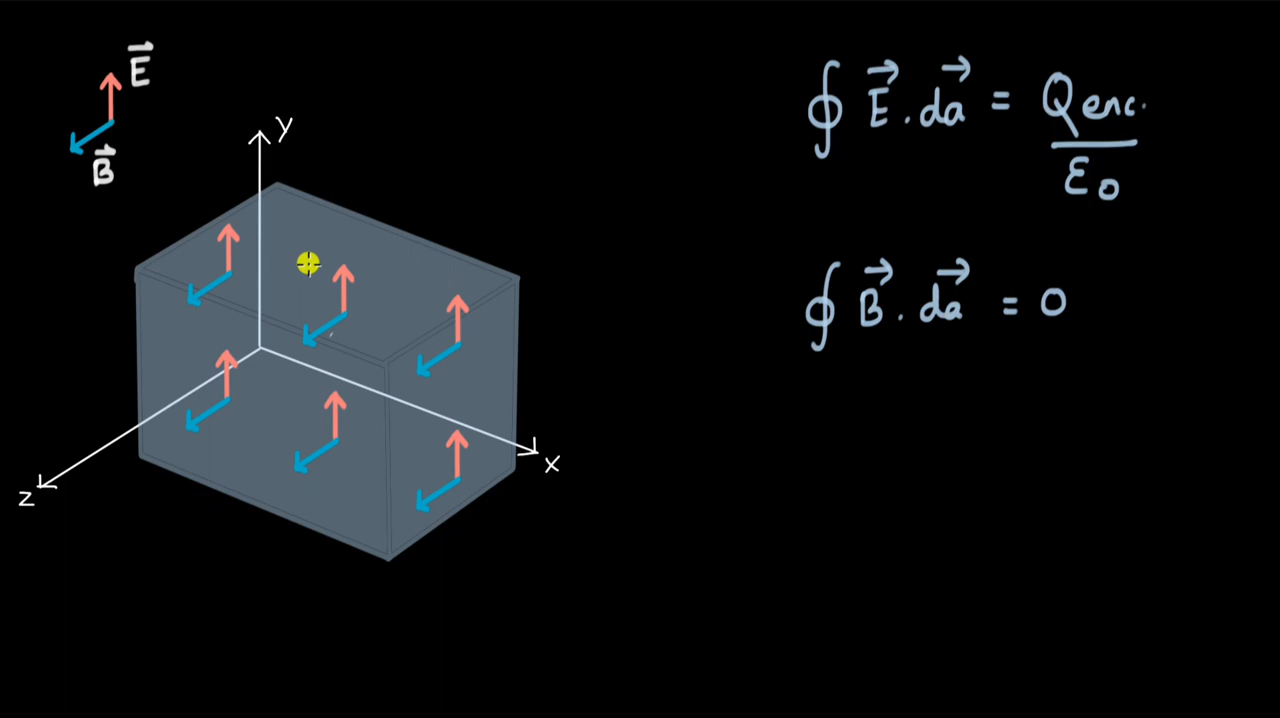 E⃗
B⃗
y
x
z
∮ E⃗ . da⃗ = Qenc. / ε₀
∮ B⃗ . da⃗ = 0